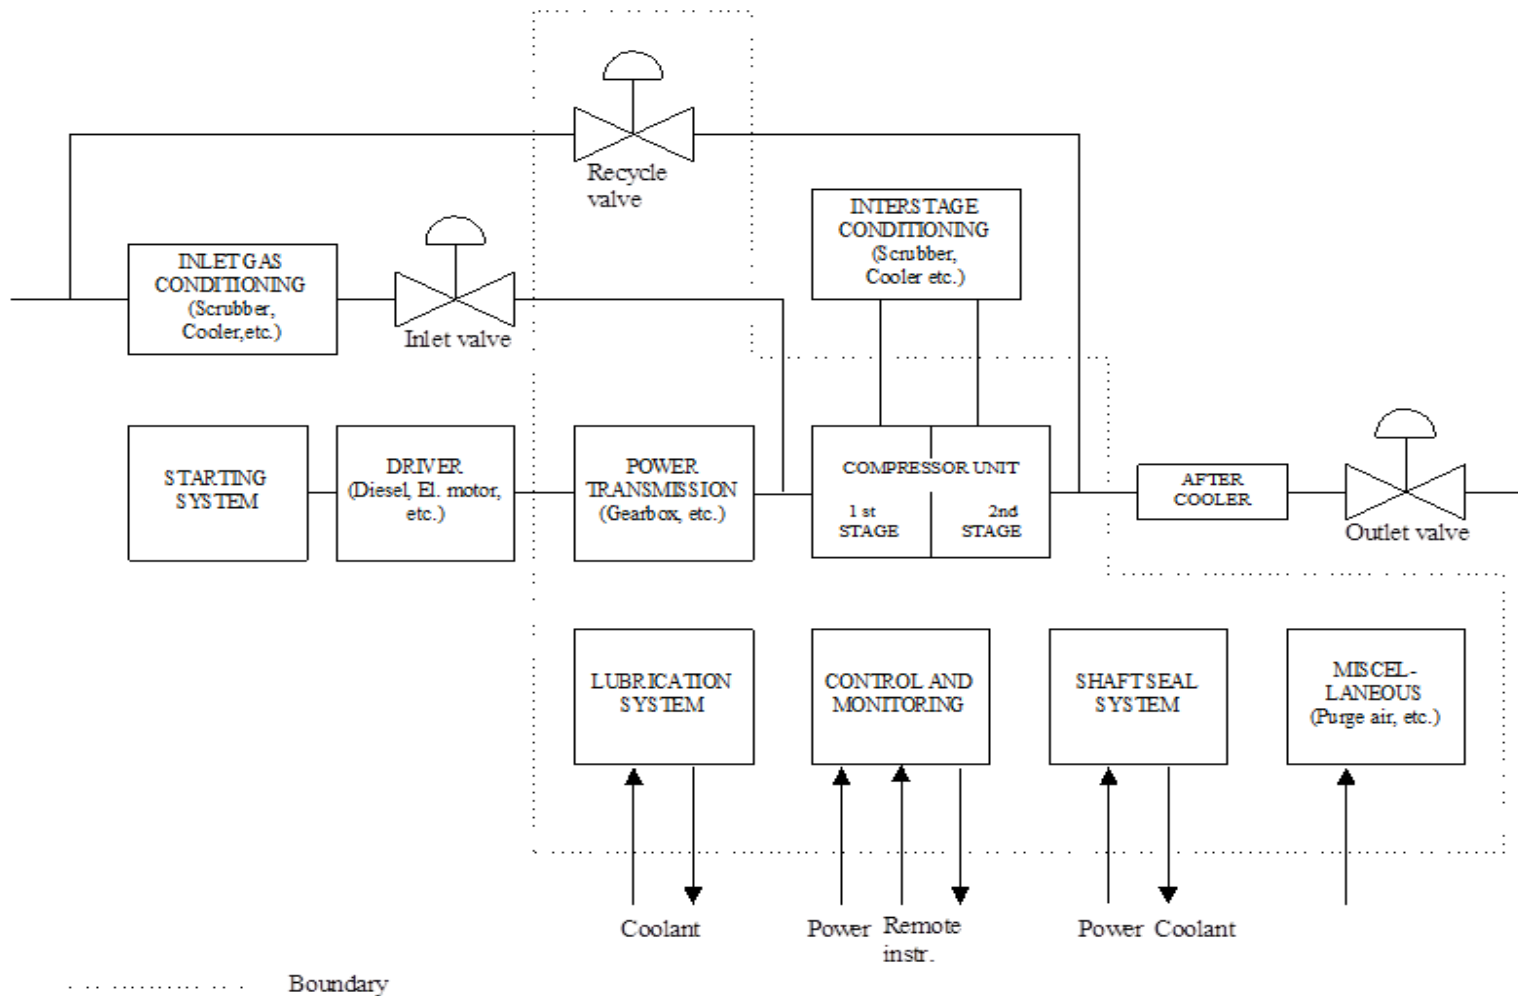 Recycle
valve
INTERSTAGE
CONDITIONING
(Scrubber,
Cooler etc.)
INLET GAS
CONDITIONING
(Scrubber,
Cooler,etc.)
Inlet valve
STARTING
SYSTEM
DRIVER
(Diesel, El. motor,
etc.)
POWER
TRANSMISSION
(Gearbox, etc.)
COMPRESSOR UNIT
1 st
STAGE
2nd
STAGE
AFTER
COOLER
Outlet valve
LUBRICATION
SYSTEM
CONTROL AND
MONITORING
SHAFT SEAL
SYSTEM
MISCEL-
LANEOUS
(Purge air, etc.)
Coolant
Power
Remote
instr.
Power
Coolant
Boundary